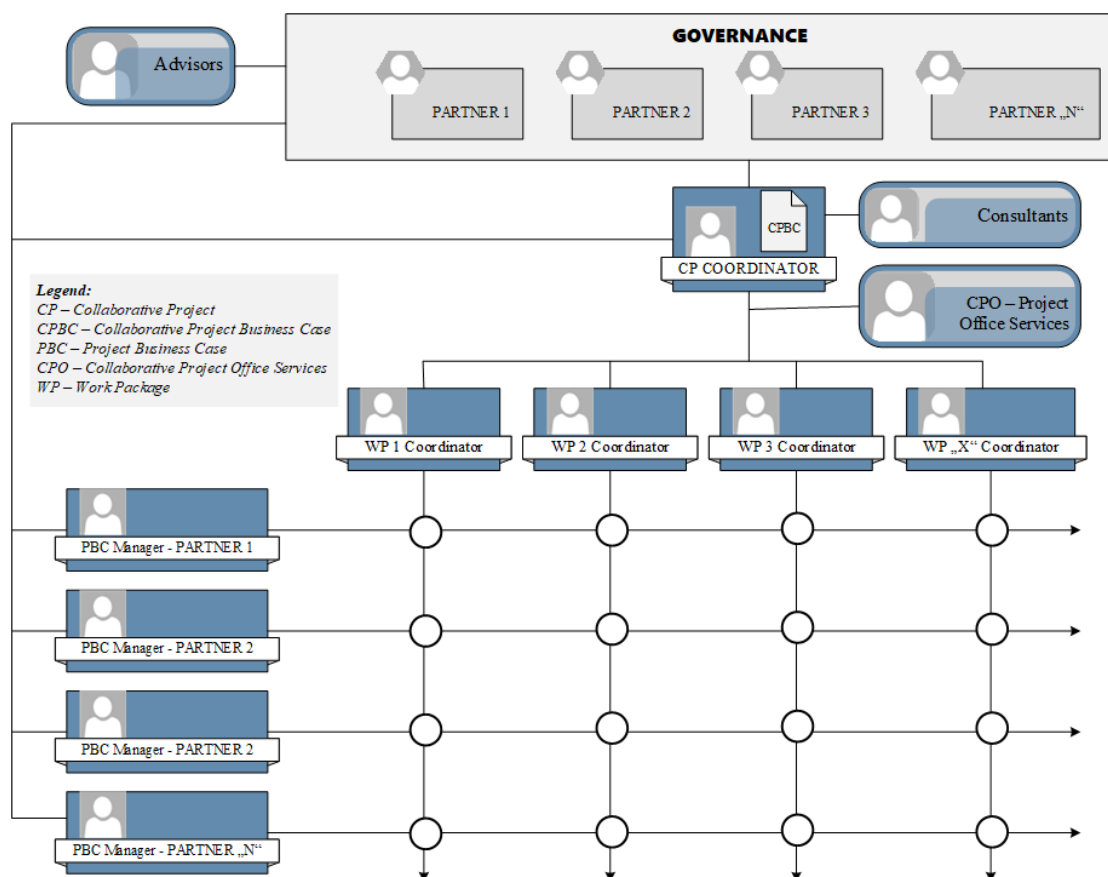 GOVERNANCE
Advisors
PARTNER 1
PARTNER 2
PARTNER 3
PARTNER „N“
CPBC
Consultants
CP COORDINATOR
CPO – Project
Office Services
Legend:
CP – Collaborative Project
CPBC – Collaborative Project Business Case
PBC – Project Business Case
CPO – Collaborative Project Office Services
WP – Work Package
WP 1 Coordinator
WP 2 Coordinator
WP 3 Coordinator
WP „X“ Coordinator
PBC Manager - PARTNER 1
PBC Manager - PARTNER 2
PBC Manager - PARTNER 2
PBC Manager - PARTNER „N“